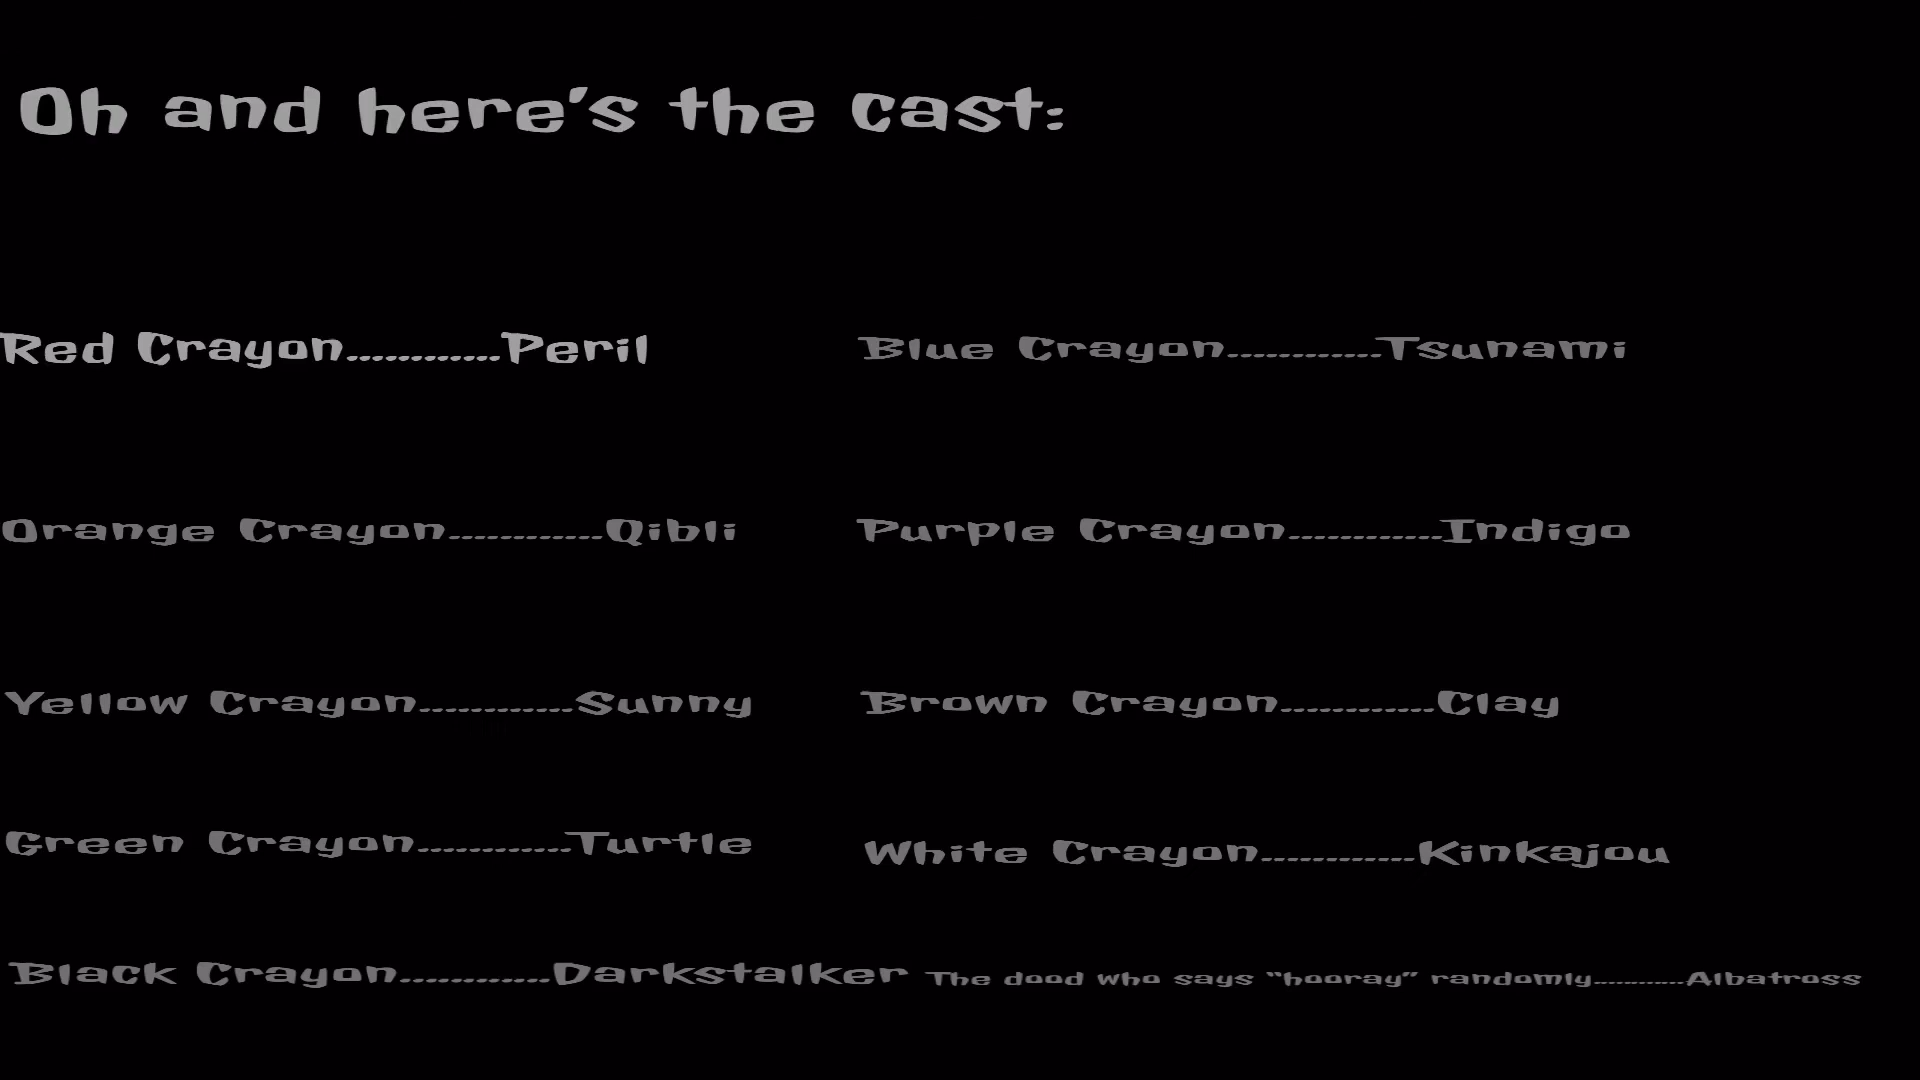 Oh and here's the cast:
Red Crayon............Peril
Blue Crayon............Tsunami
Orange Crayon............Qibli
Purple Crayon............Indigo
Yellow Crayon............Sunny
Brown Crayon............Clay
Green Crayon............Turtle
White Crayon............Kinkajou
Black Crayon............Darkstalker
The dood who says "hooray" randomly............Albatross